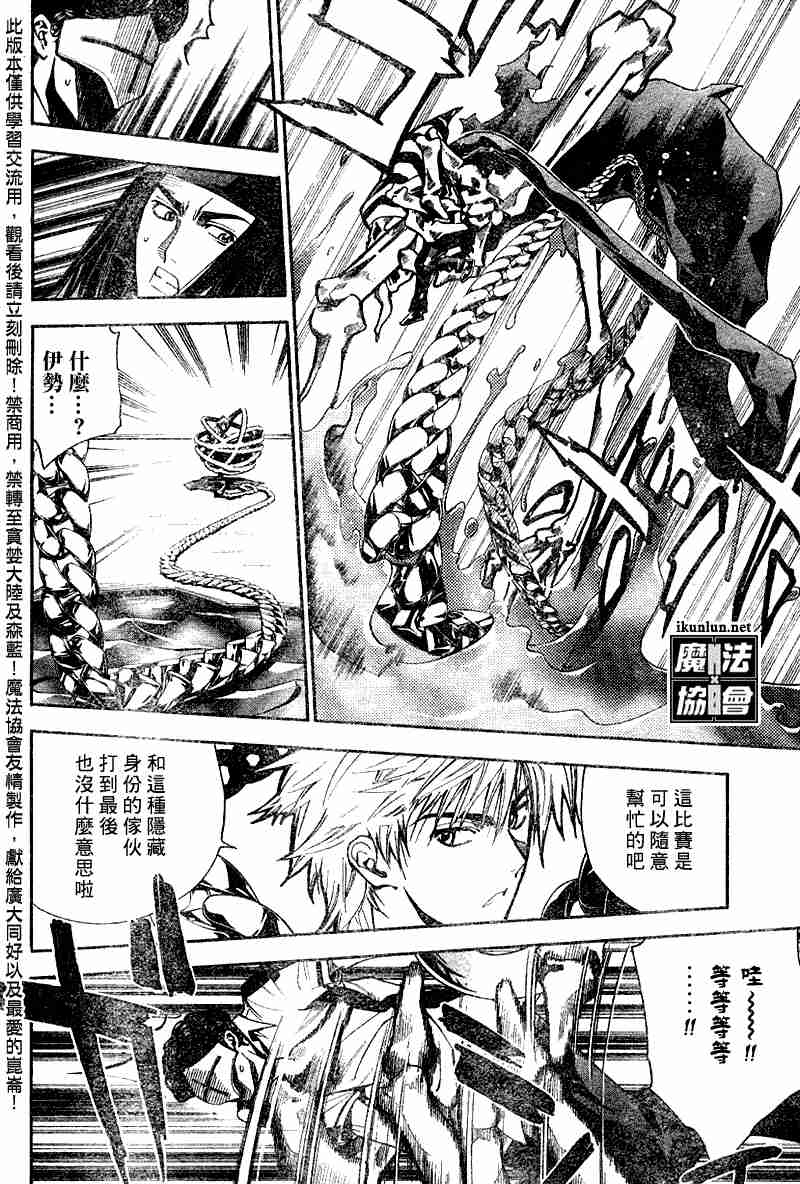 什麼…？
伊勢…
ikunlun.net
魔法
×
協會
這比賽是
可以隨意
幫忙的吧
和這種隱藏
身份的傢伙
打到最後
也沒什麼意思啦
哇～～～!!
等等等等
……!!
此版本僅供學習交流用，觀看後請立刻刪除！禁商用，禁轉至貪婪大陸及森藍！魔法協會友情製作，獻給廣大同好以及最愛的崑崙！